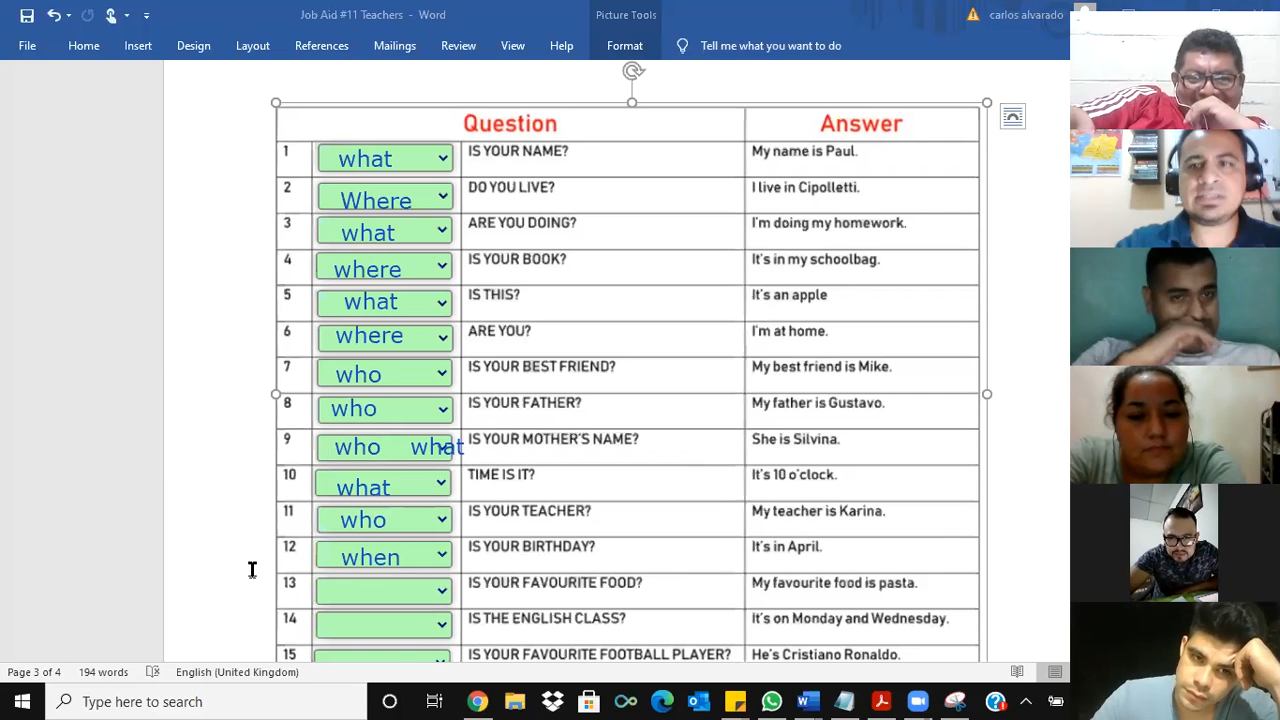 Job Aid #11 Teachers - Word
Picture Tools
carlos alvarado
File Home Insert Design Layout References Mailings Review View Help Format Tell me what you want to do
Question Answer
1 what IS YOUR NAME? My name is Paul.
2 Where DO YOU LIVE? I live in Cipolletti.
3 what ARE YOU DOING? I'm doing my homework.
4 where IS YOUR BOOK? It's in my schoolbag.
5 what IS THIS? It's an apple
6 where ARE YOU? I'm at home.
7 who IS YOUR BEST FRIEND? My best friend is Mike.
8 who IS YOUR FATHER? My father is Gustavo.
9 who what IS YOUR MOTHER'S NAME? She is Silvina.
10 what TIME IS IT? It's 10 o'clock.
11 who IS YOUR TEACHER? My teacher is Karina.
12 when IS YOUR BIRTHDAY? It's in April.
13 IS YOUR FAVOURITE FOOD? My favourite food is pasta.
14 IS THE ENGLISH CLASS? It's on Monday and Wednesday.
15 IS YOUR FAVOURITE FOOTBALL PLAYER? He's Cristiano Ronaldo.
Page 3 of 4 194 words English (United Kingdom)
Type here to search